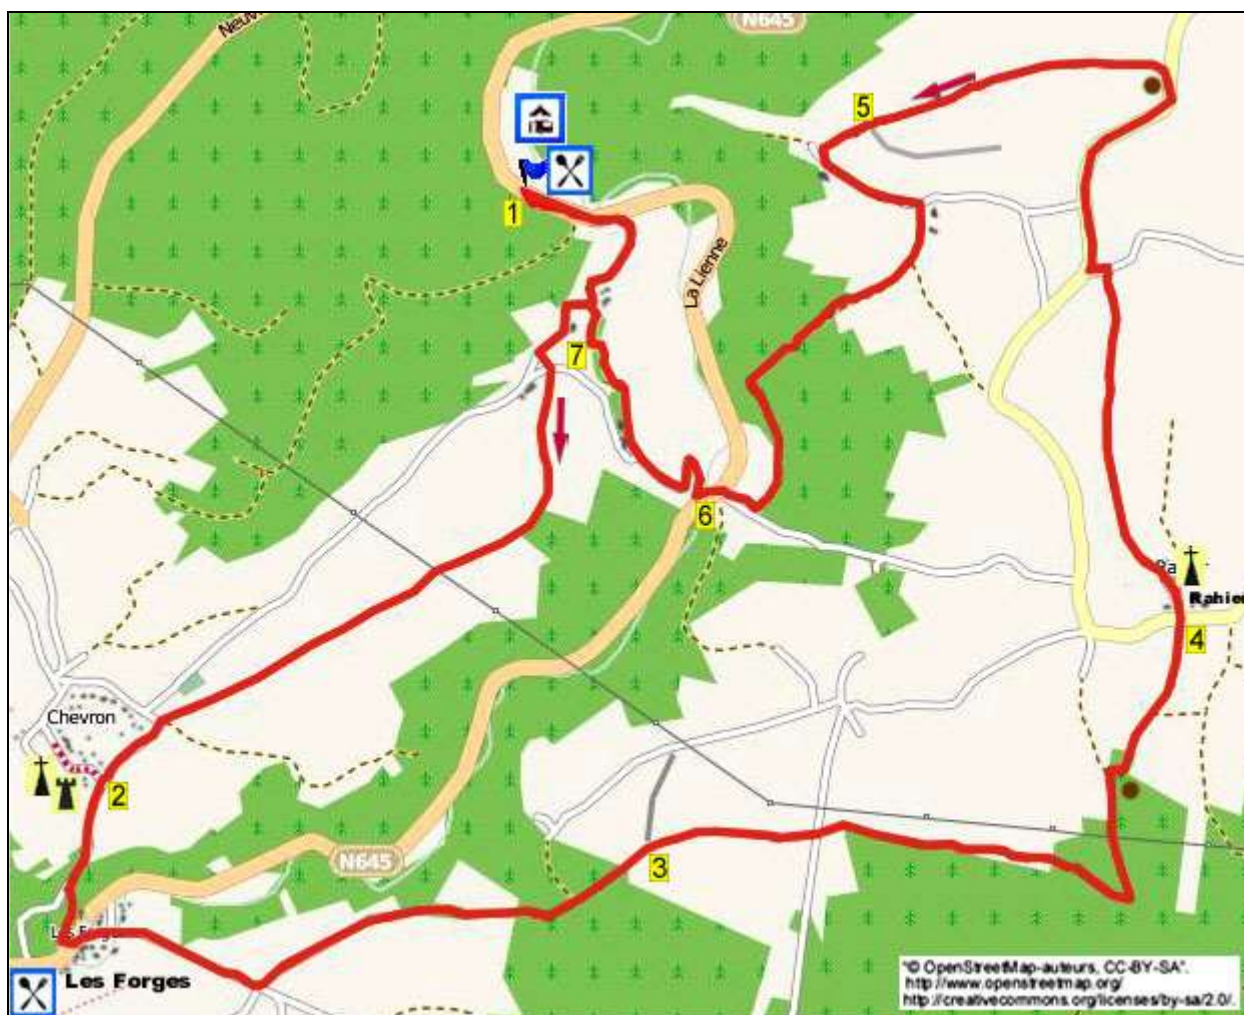 N645
5
1
La Lienne
7
6
Rahier
4
Chevron
2
N645
3
Les Forges
"© OpenStreetMap-auteurs, CC-BY-SA".
http://www.openstreetmap.org/
http://creativecommons.org/licenses/by-sa/2.0/.